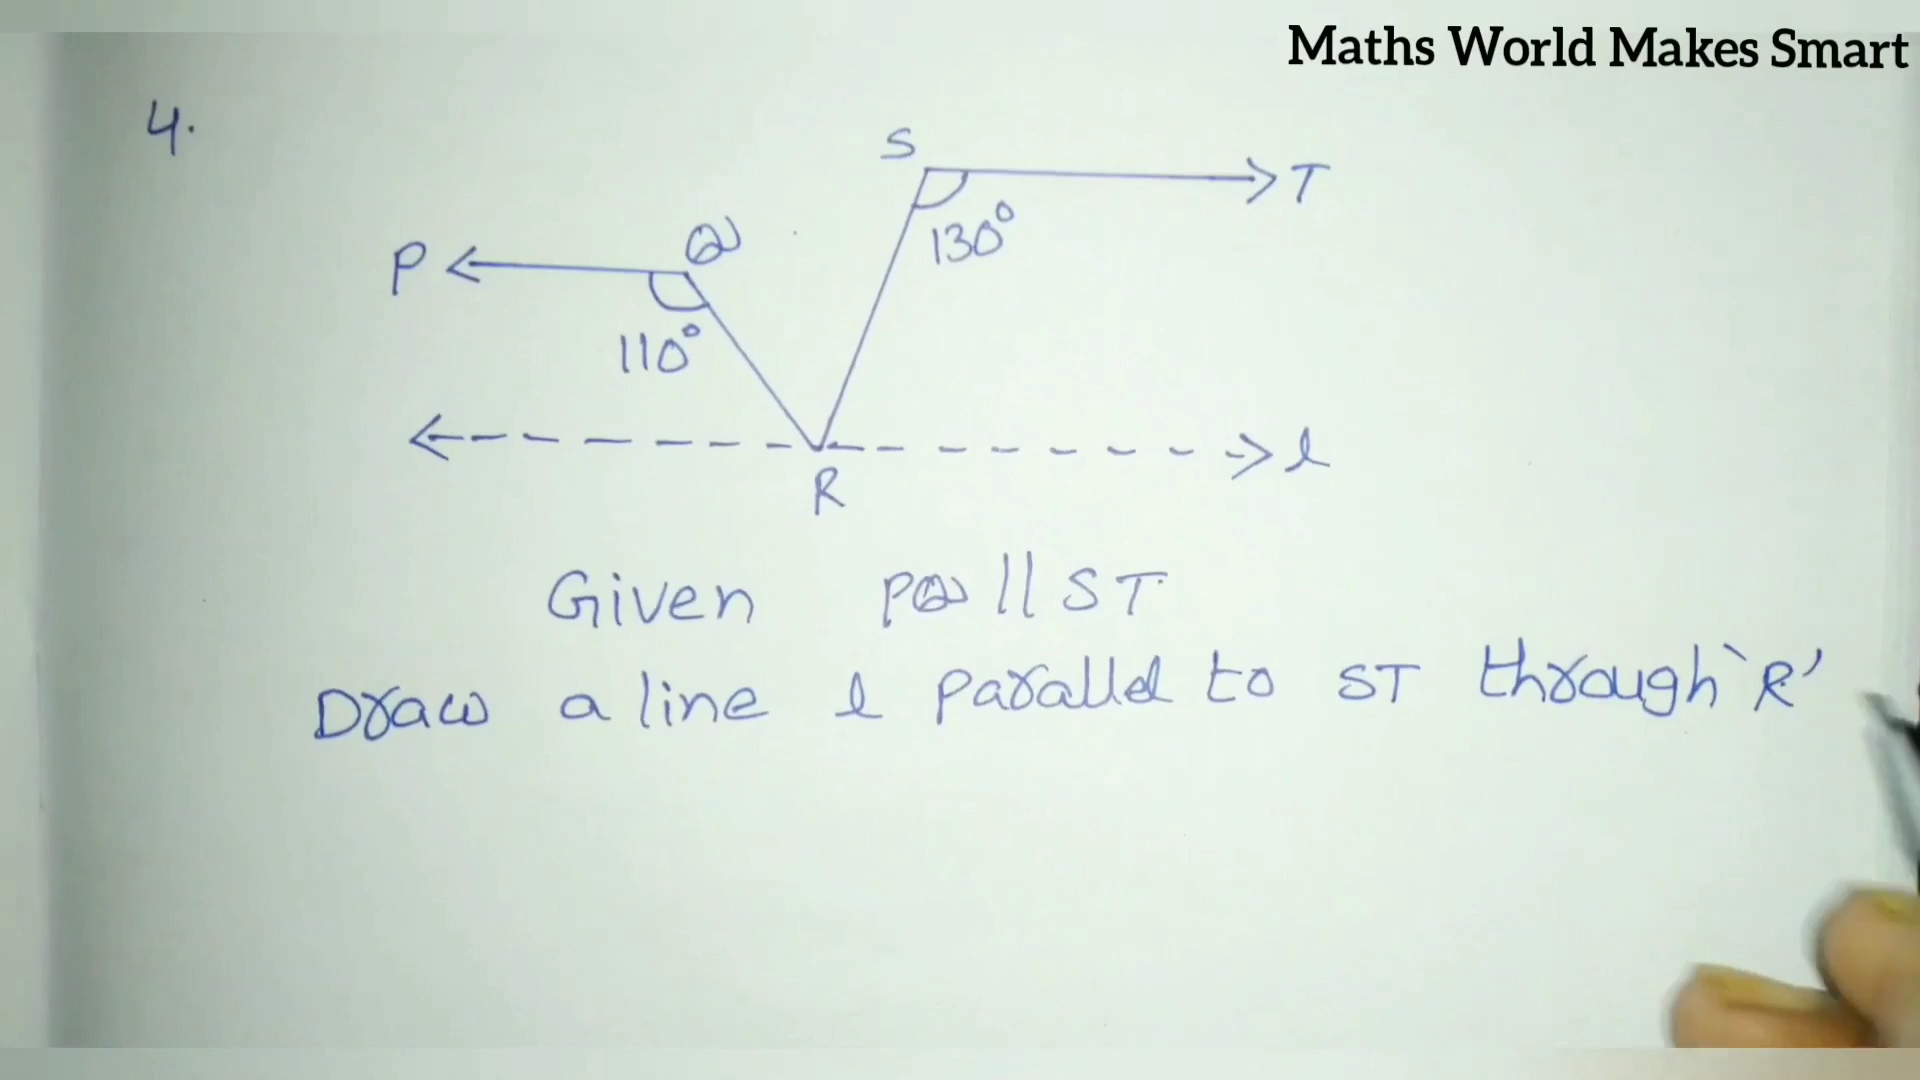 Maths World Makes Smart
4.
S
T
130°
Q
P
110°
l
R
Given PQ || ST
Draw a line l parallel to ST through 'R'